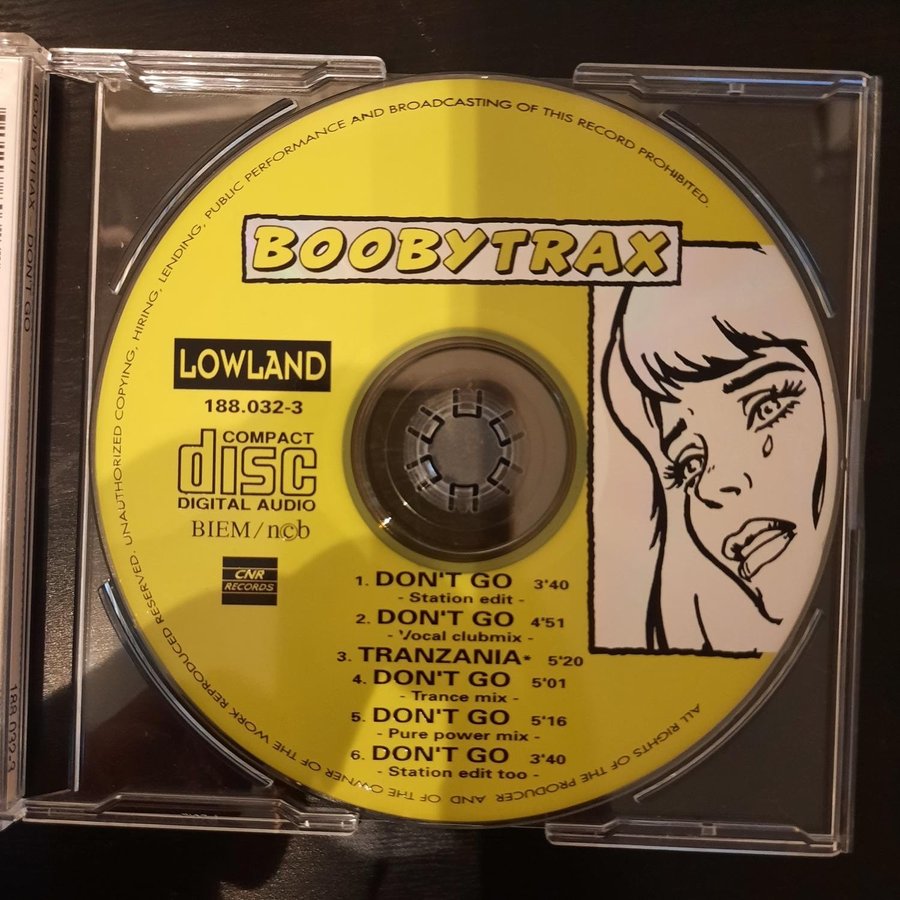 UNAUTHORIZED COPYING, HIRING, LENDING, PUBLIC PERFORMANCE AND BROADCASTING OF THIS RECORD PROHIBITED.
BOOBYTRAX
LOWLAND
188.032-3
COMPACT
disc
DIGITAL AUDIO
BIEM/n©b
CNR
RECORDS
1. DON'T GO 3'40
- Station edit -
2. DON'T GO 4'51
- Vocal clubmix -
3. TRANZANIA* 5'20
4. DON'T GO 5'01
- Trance mix -
5. DON'T GO 5'16
- Pure power mix -
6. DON'T GO 3'40
- Station edit too -
ALL RIGHTS OF THE PRODUCER AND OF THE OWNER OF THE WORK REPRODUCED RESERVED.
BOOBYTRAX DON'T GO
188.032-3